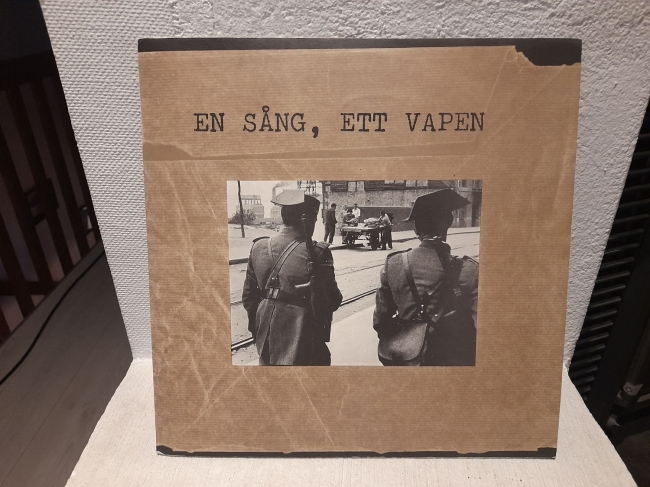 EN SÅNG, ETT VAPEN